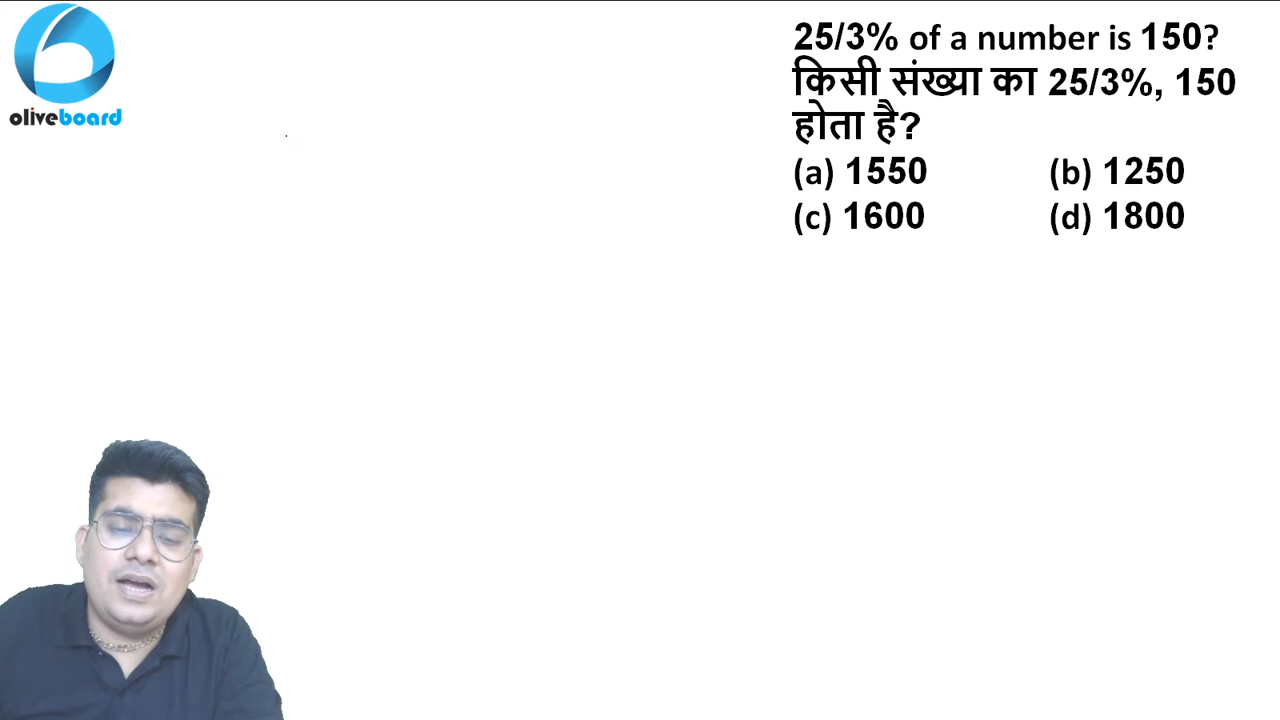 oliveboard
25/3% of a number is 150?
किसी संख्या का 25/3%, 150
होता है?
(a) 1550 (b) 1250
(c) 1600 (d) 1800